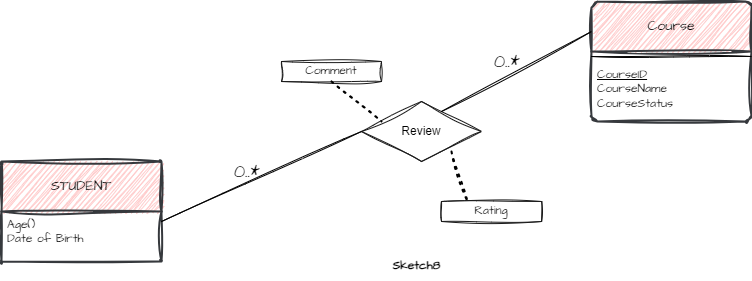 Course
0..*
Comment
CourseID
CourseName
CourseStatus
Review
0..*
STUDENT
Rating
Age()
Date of Birth
Sketch8